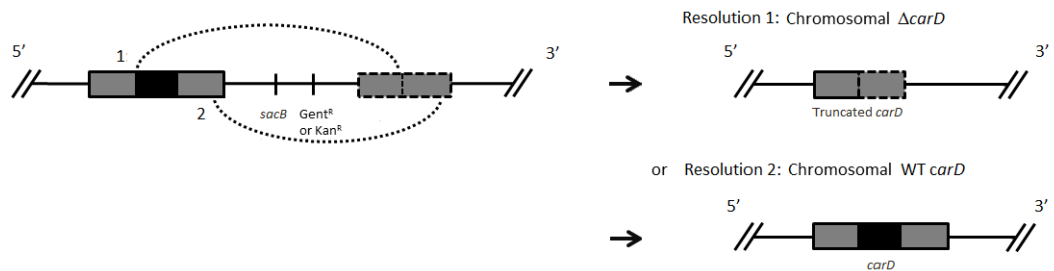 Resolution 1: Chromosomal ΔcarD
5’
1:
3’
5’
3’
2
sacB
Gentᴿ
or Kanᴿ
Truncated carD
or Resolution 2: Chromosomal WT carD
5’
3’
carD